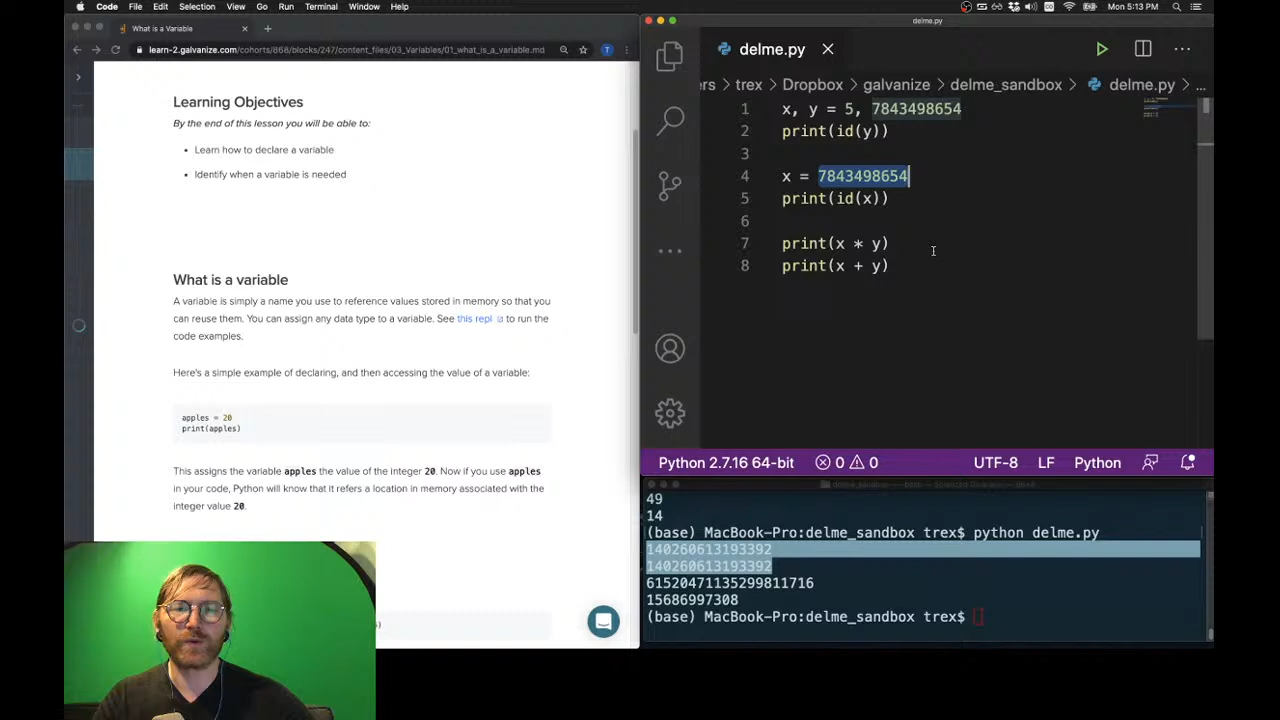 Code File Edit Selection View Go Run Terminal Window Help
Mon 5:13 PM
What is a Variable
learn-2.galvanize.com/cohorts/868/blocks/247/content_files/03_Variables/01_what_is_a_variable.md
T
Learning Objectives
By the end of this lesson you will be able to:
Learn how to declare a variable
Identify when a variable is needed
What is a variable
A variable is simply a name you use to reference values stored in memory so that you
can reuse them. You can assign any data type to a variable. See this repl to run the
code examples.
Here's a simple example of declaring, and then accessing the value of a variable:
apples = 20
print(apples)
This assigns the variable apples the value of the integer 20. Now if you use apples
in your code, Python will know that it refers a location in memory associated with the
integer value 20.
delme.py
delme.py
ers > trex > Dropbox > galvanize > delme_sandbox > delme.py > ...
1 x, y = 5, 7843498654
2 print(id(y))
3
4 x = 7843498654
5 print(id(x))
6
7 print(x * y)
8 print(x + y)
Python 2.7.16 64-bit 0 0 UTF-8 LF Python
49
14
(base) MacBook-Pro:delme_sandbox trex$ python delme.py
140260613193392
140260613193392
61520471135299811716
15686997308
(base) MacBook-Pro:delme_sandbox trex$